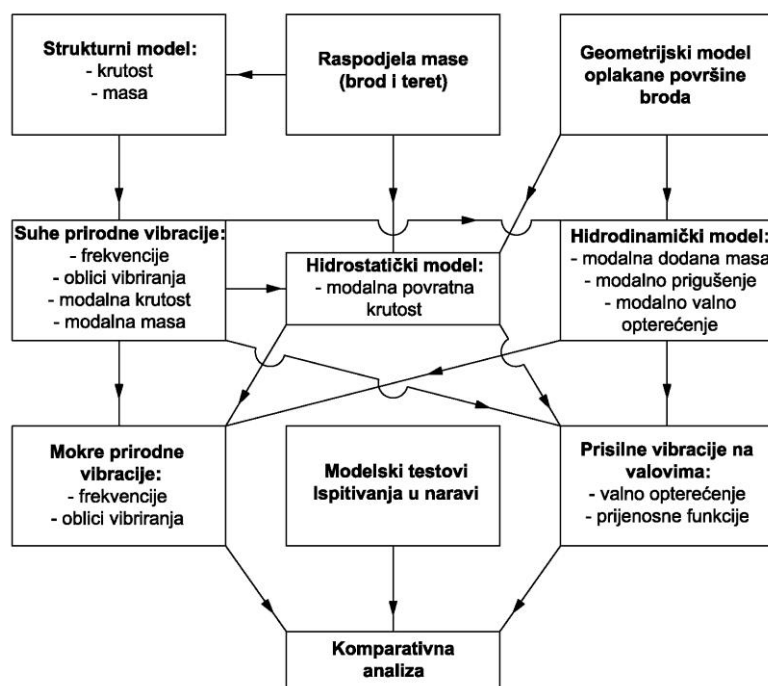 Strukturni model:
- krutost
- masa
Raspodjela mase
(brod i teret)
Geometrijski model
oplakane površine
broda
Suhe prirodne vibracije:
- frekvencije
- oblici vibriranja
- modalna krutost
- modalna masa
Hidrostatički model:
- modalna povratna
krutost
Hidrodinamički model:
- modalna dodana masa
- modalno prigušenje
- modalno valno
opterećenje
Mokre prirodne
vibracije:
- frekvencije
- oblici vibriranja
Modelski testovi
Ispitivanja u naravi
Prisilne vibracije na
valovima:
- valno opterećenje
- prijenosne funkcije
Komparativna
analiza